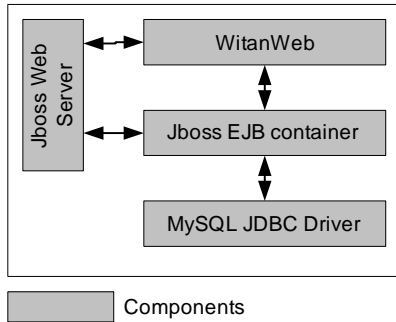 Jboss Web
Server
WitanWeb
Jboss EJB container
MySQL JDBC Driver
Components